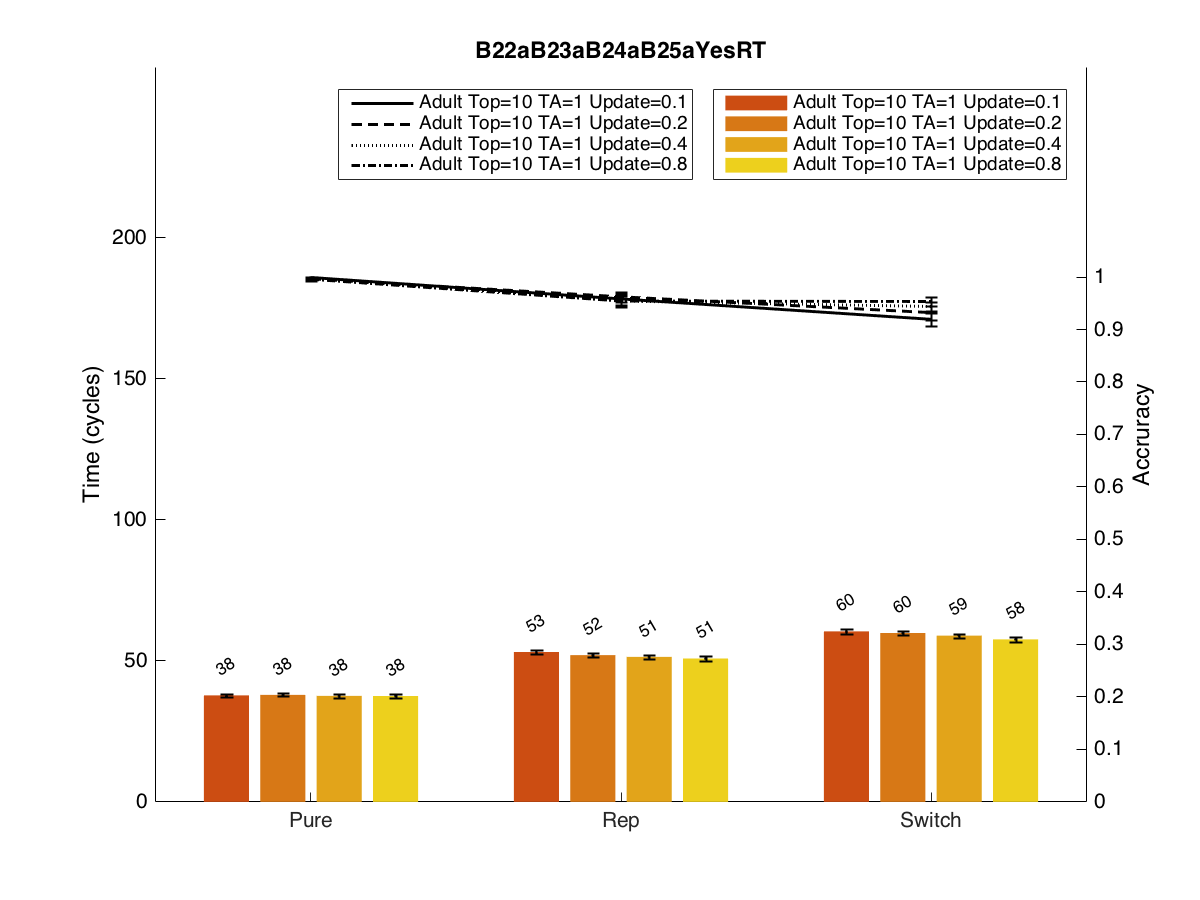 B22aB23aB24aB25aYesRT
Adult Top=10 TA=1 Update=0.1
Adult Top=10 TA=1 Update=0.2
Adult Top=10 TA=1 Update=0.4
Adult Top=10 TA=1 Update=0.8
Adult Top=10 TA=1 Update=0.1
Adult Top=10 TA=1 Update=0.2
Adult Top=10 TA=1 Update=0.4
Adult Top=10 TA=1 Update=0.8
Time (cycles)
200
150
100
50
0
38
38
38
38
53
52
51
51
60
60
59
58
Pure
Rep
Switch
1
0.9
0.8
0.7
0.6
0.5
0.4
0.3
0.2
0.1
0
Accruracy